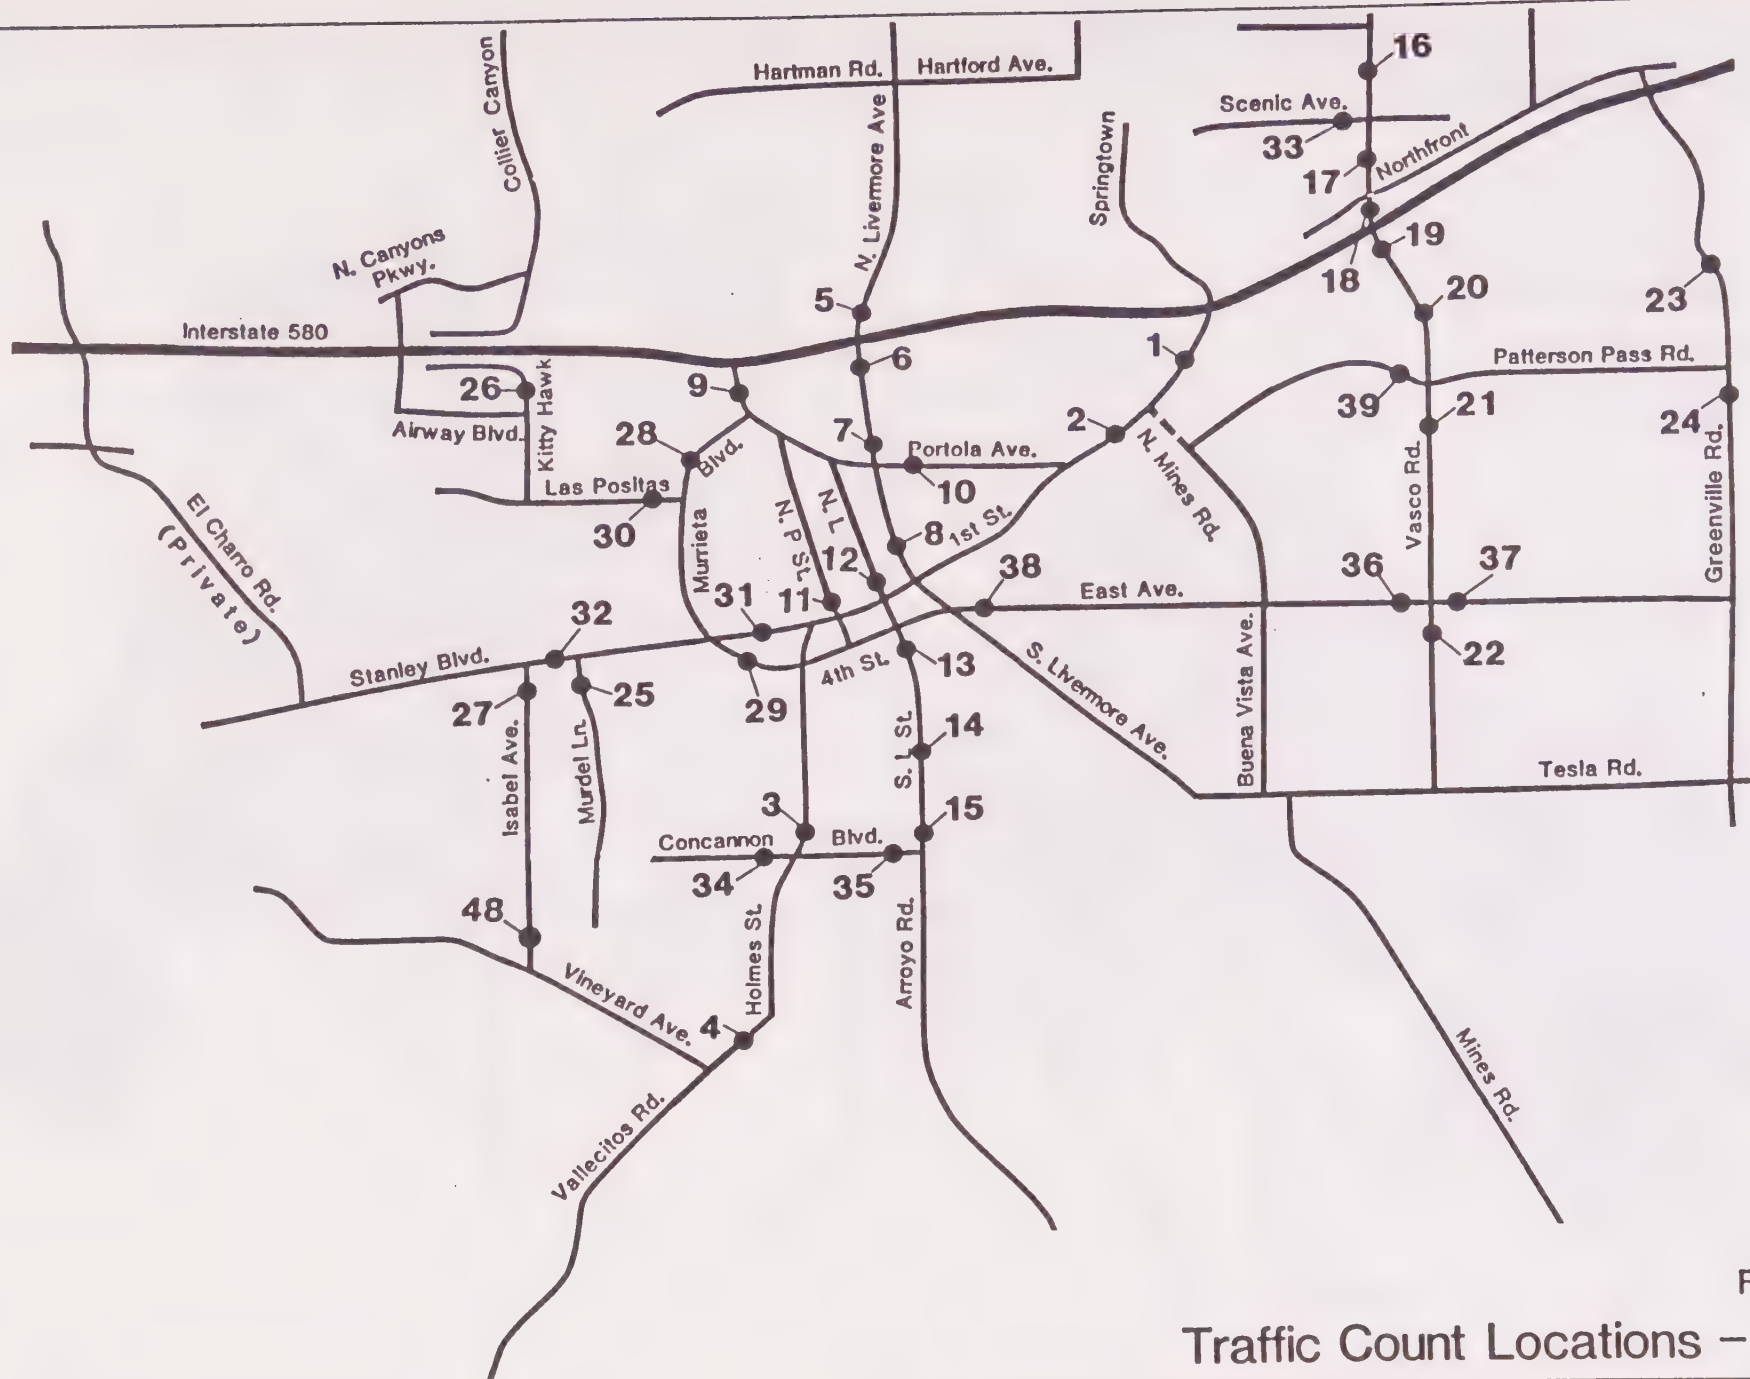 Collier Canyon
Hartman Rd.
Hartford Ave.
N. Livermore Ave
Springtown
16
Scenic Ave.
33
17
Northfront
N. Canyons
Pkwy.
19
18
20
23
5
Interstate 580
6
1
Patterson Pass Rd.
26
Kitty Hawk
9
39
21
24
Airway Blvd.
28
Blvd.
7
2
Portola Ave.
N. Mines Rd.
Vasco Rd.
Greenville Rd.
Las Positas
30
10
El Charro Rd.
(Private)
Murrieta
N. P St.
N. L
8
1st St.
12
38
31
11
36
37
East Ave.
32
Stanley Blvd.
4th St.
13
22
27
25
29
S. Livermore Ave.
Buena Vista Ave.
Isabel Ave.
Murdel Ln.
S. L St.
14
Tesla Rd.
3
15
Concannon
Blvd.
34
35
48
Holmes St.
Arroyo Rd.
Vineyard Ave.
4
Mines Rd.
Vallecitos Rd.
F
Traffic Count Locations –